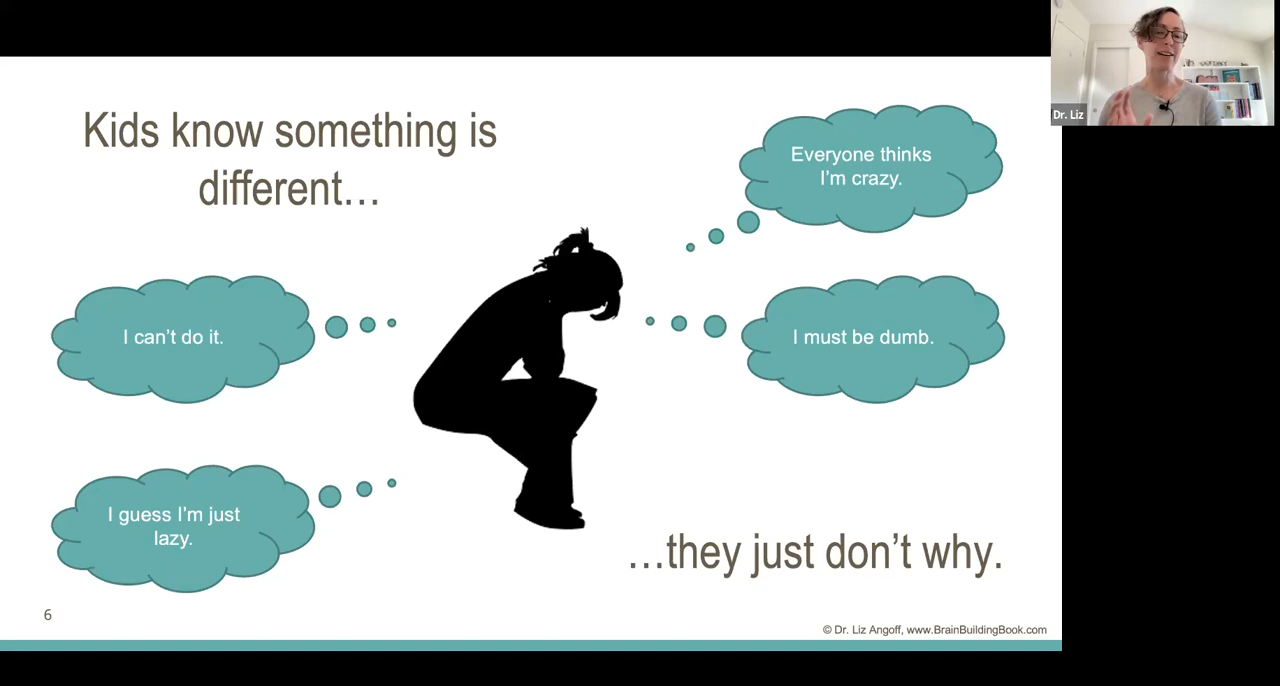 Kids know something is
different…
Everyone thinks
I'm crazy.
I can't do it.
I must be dumb.
I guess I'm just
lazy.
…they just don't why.
6
© Dr. Liz Angoff, www.BrainBuildingBook.com
Dr. Liz